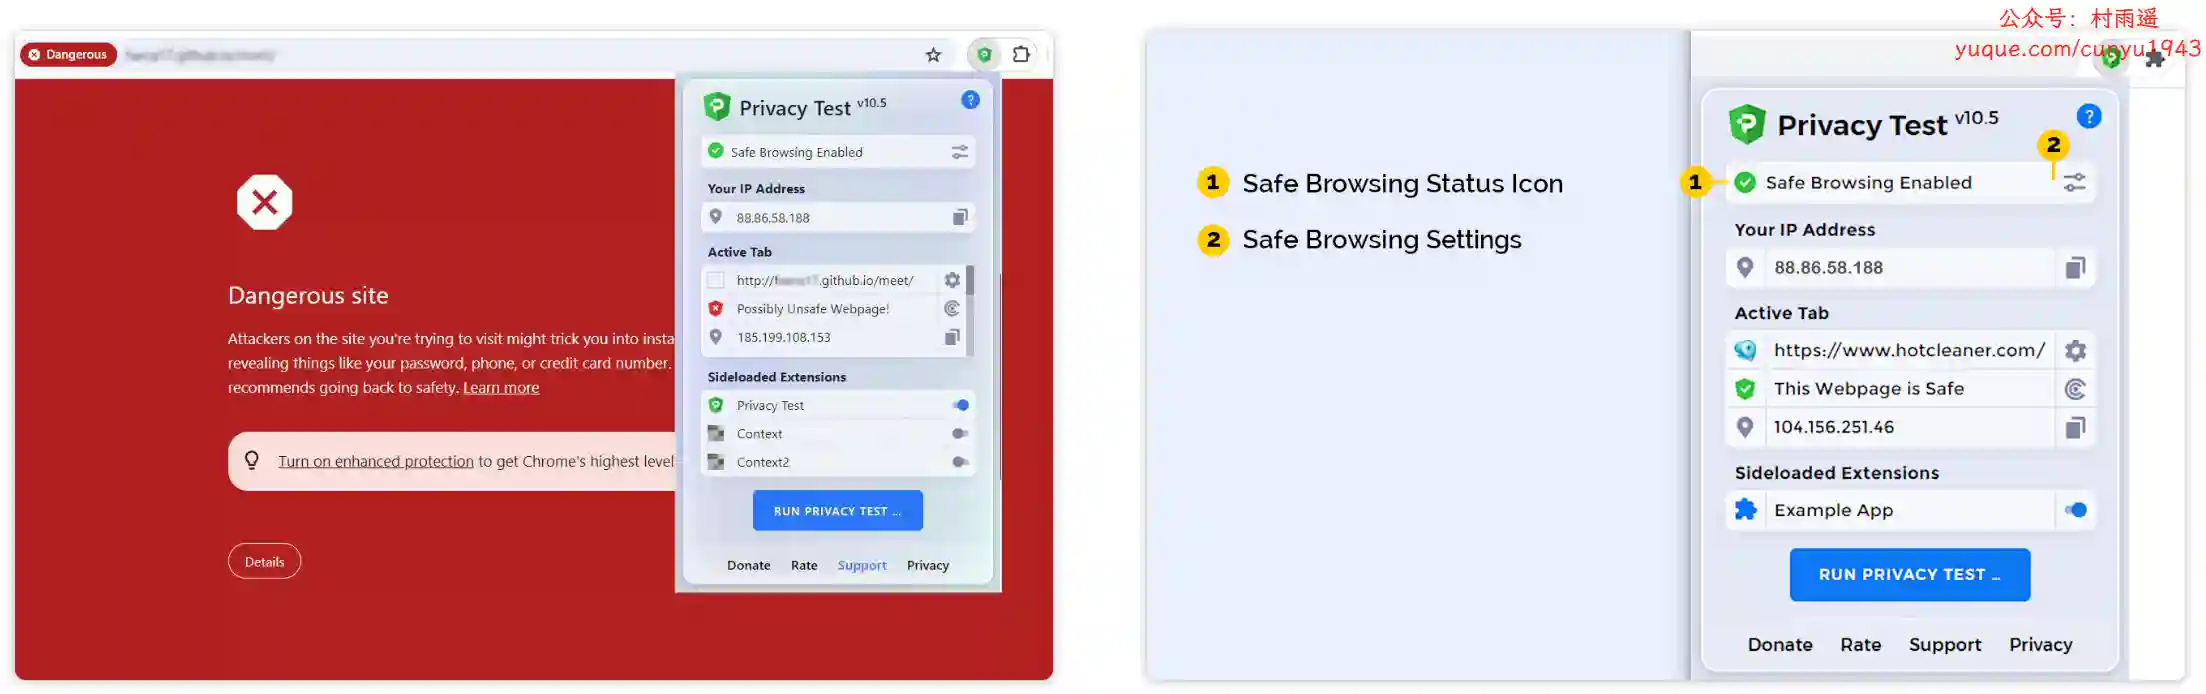 公众号：村雨遥
yuque.com/cunyu1943
Dangerous
Dangerous site
Attackers on the site you're trying to visit might trick you into insta
revealing things like your password, phone, or credit card number.
recommends going back to safety. Learn more
Turn on enhanced protection to get Chrome's highest level
Details
Privacy Test v10.5
?
Safe Browsing Enabled
Your IP Address
88.86.58.188
Active Tab
http://.github.io/meet/
Possibly Unsafe Webpage!
185.199.108.153
Sideloaded Extensions
Privacy Test
Context
Context2
RUN PRIVACY TEST ...
Donate Rate Support Privacy
1 Safe Browsing Status Icon
2 Safe Browsing Settings
Privacy Test v10.5
?
2
1 Safe Browsing Enabled
Your IP Address
88.86.58.188
Active Tab
https://www.hotcleaner.com/
This Webpage is Safe
104.156.251.46
Sideloaded Extensions
Example App
RUN PRIVACY TEST ...
Donate Rate Support Privacy